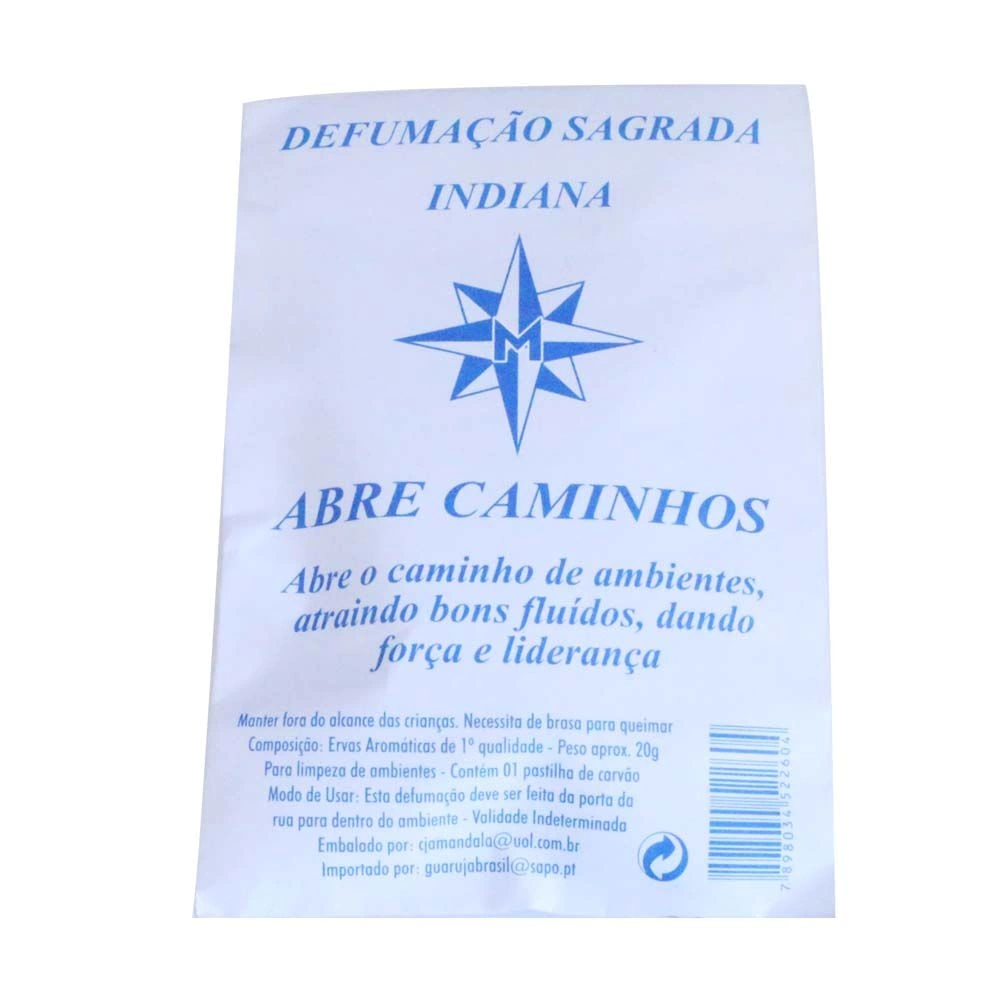 DEFUMAÇÃO SAGRADA
INDIANA
M
ABRE CAMINHOS
Abre o caminho de ambientes,
atraindo bons fluídos, dando
força e liderança
Manter fora do alcance das crianças. Necessita de brasa para queimar
Composição: Ervas Aromáticas de 1º qualidade - Peso aprox. 20g
Para limpeza de ambientes - Contém 01 pastilha de carvão
Modo de Usar: Esta defumação deve ser feita da porta da
rua para dentro do ambiente - Validade Indeterminada
Embalado por: cjamandala@uol.com.br
Importado por: guarujabrasil@sapo.pt
7898034522604